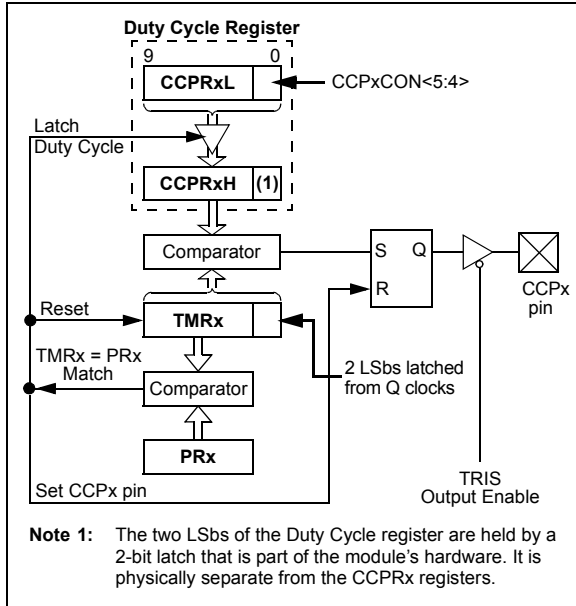 Duty Cycle Register
9 0
CCPRxL
CCPxCON<5:4>
Latch
Duty Cycle
CCPRxH (1)
Comparator
S Q
R
CCPx
pin
Reset
TMRx
TMRx = PRx
Match
2 LSbs latched
from Q clocks
Comparator
PRx
TRIS
Output Enable
Set CCPx pin
Note 1: The two LSbs of the Duty Cycle register are held by a
2-bit latch that is part of the module's hardware. It is
physically separate from the CCPRx registers.